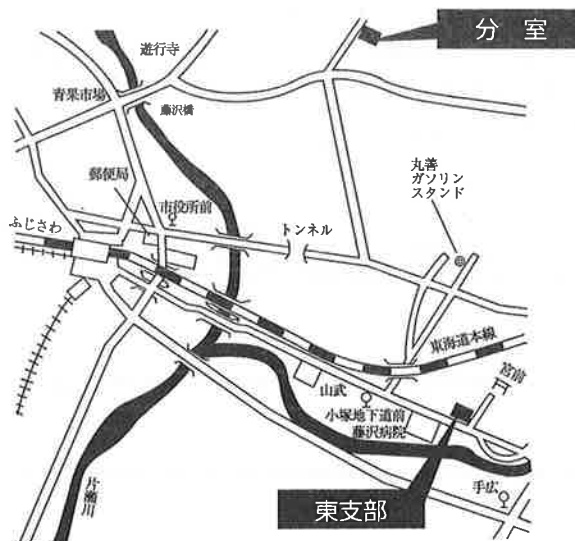 分 室
遊行寺
青果市場
藤沢橋
丸善
ガソリン
スタンド
郵便局
市役所前
ふじさわ
トンネル
東海道本線
宮前
山武
小塚地下道前
藤沢病院
手広
片瀬川
東支部